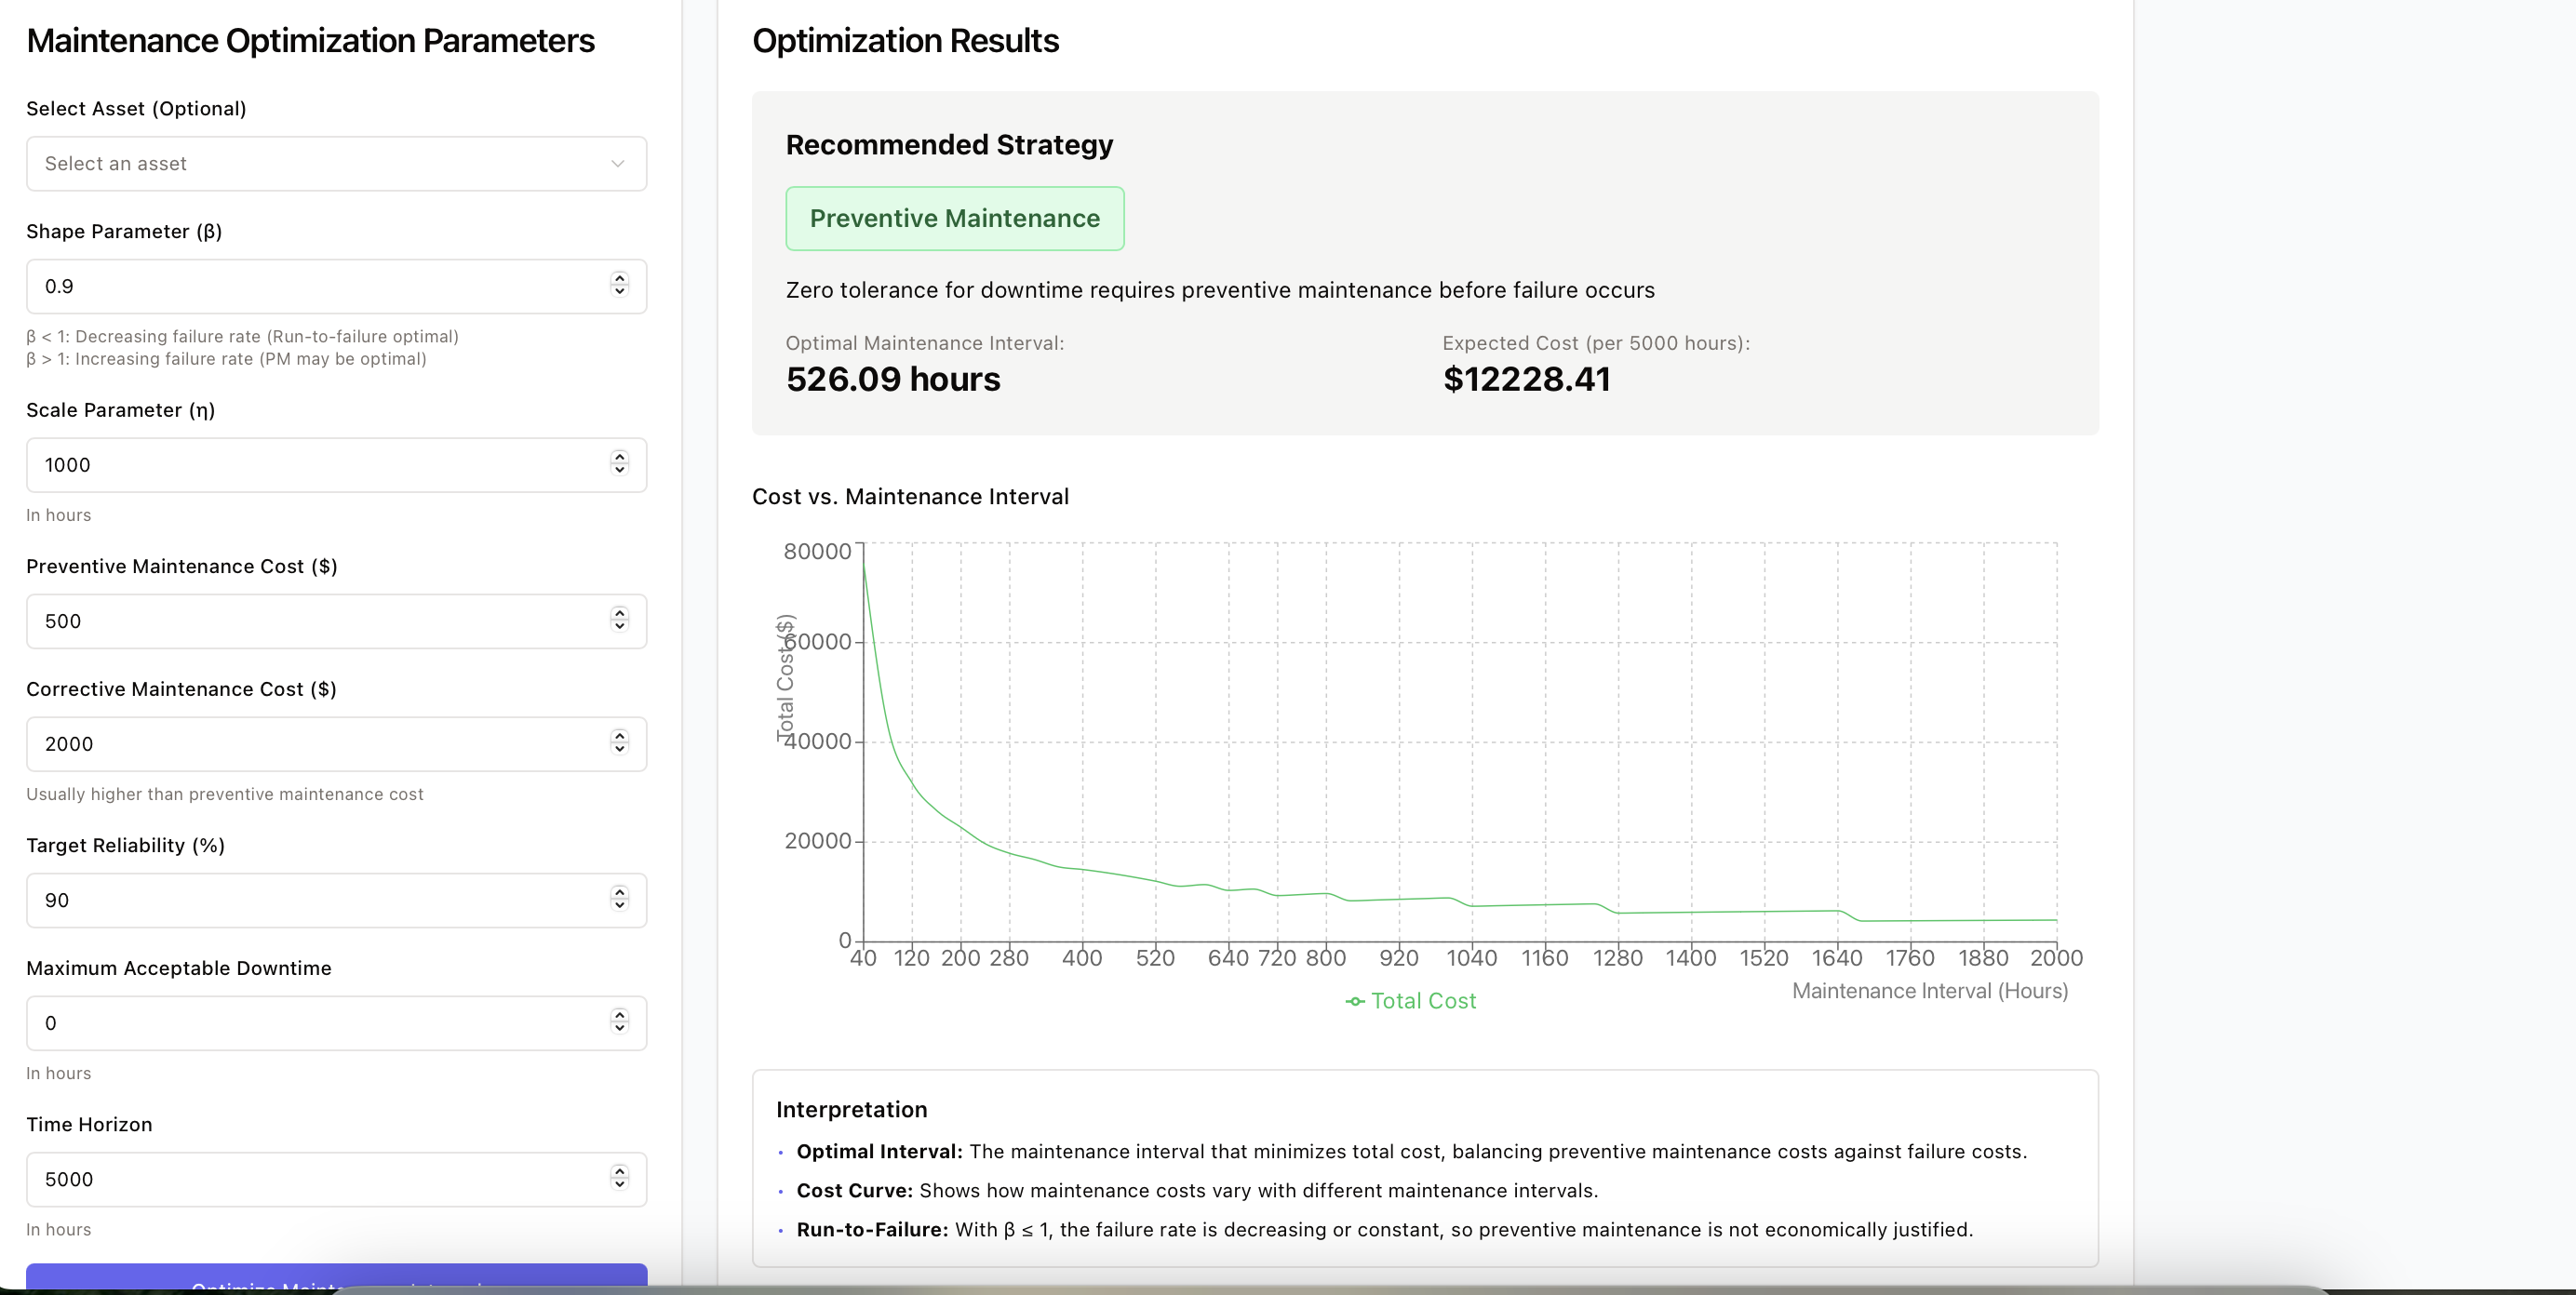 Maintenance Optimization Parameters
Select Asset (Optional)
Select an asset
Shape Parameter (β)
0.9
β < 1: Decreasing failure rate (Run-to-failure optimal)
β > 1: Increasing failure rate (PM may be optimal)
Scale Parameter (η)
1000
In hours
Preventive Maintenance Cost ($)
500
Corrective Maintenance Cost ($)
2000
Usually higher than preventive maintenance cost
Target Reliability (%)
90
Maximum Acceptable Downtime
0
In hours
Time Horizon
5000
In hours
Optimization Results
Recommended Strategy
Preventive Maintenance
Zero tolerance for downtime requires preventive maintenance before failure occurs
Optimal Maintenance Interval:
526.09 hours
Expected Cost (per 5000 hours):
$12228.41
Cost vs. Maintenance Interval
80000
60000
40000
20000
0
Total Cost ($)
40 120 200 280 400 520 640 720 800 920 1040 1160 1280 1400 1520 1640 1760 1880 2000
Maintenance Interval (Hours)
Total Cost
Interpretation
• Optimal Interval: The maintenance interval that minimizes total cost, balancing preventive maintenance costs against failure costs.
• Cost Curve: Shows how maintenance costs vary with different maintenance intervals.
• Run-to-Failure: With β ≤ 1, the failure rate is decreasing or constant, so preventive maintenance is not economically justified.